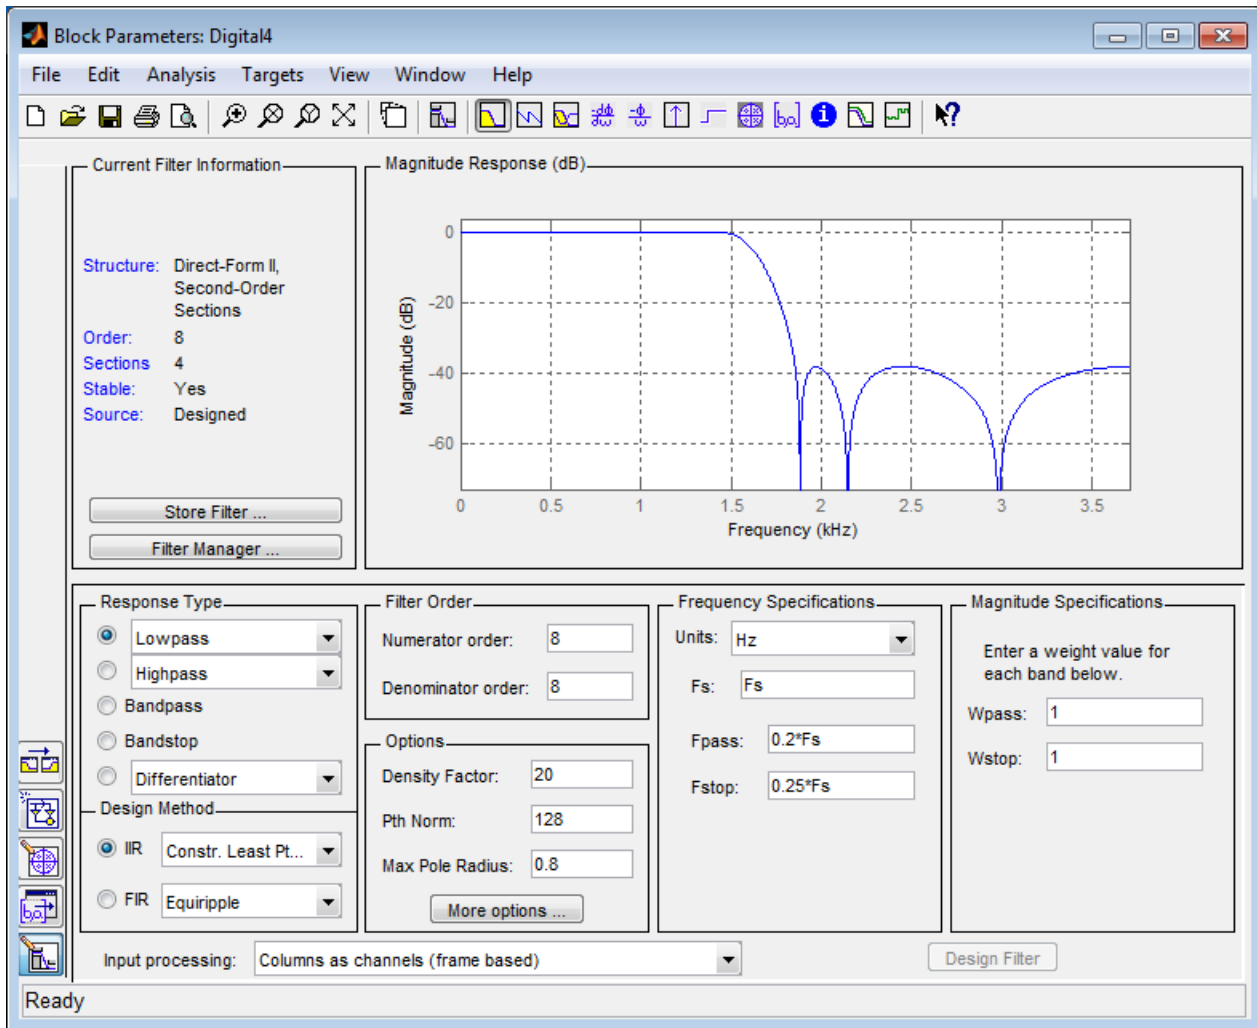 Block Parameters: Digital4
File Edit Analysis Targets View Window Help
Current Filter Information
Structure: Direct-Form II,
Second-Order
Sections
Order: 8
Sections 4
Stable: Yes
Source: Designed
Store Filter ...
Filter Manager ...
Magnitude Response (dB)
Magnitude (dB)
0
-20
-40
-60
0 0.5 1 1.5 2 2.5 3 3.5
Frequency (kHz)
Response Type
Lowpass
Highpass
Bandpass
Bandstop
Differentiator
Design Method
IIR Constr. Least Pt...
FIR Equiripple
Filter Order
Numerator order: 8
Denominator order: 8
Options
Density Factor: 20
Pth Norm: 128
Max Pole Radius: 0.8
More options ...
Frequency Specifications
Units: Hz
Fs: Fs
Fpass: 0.2*Fs
Fstop: 0.25*Fs
Magnitude Specifications
Enter a weight value for
each band below.
Wpass: 1
Wstop: 1
Input processing: Columns as channels (frame based)
Design Filter
Ready